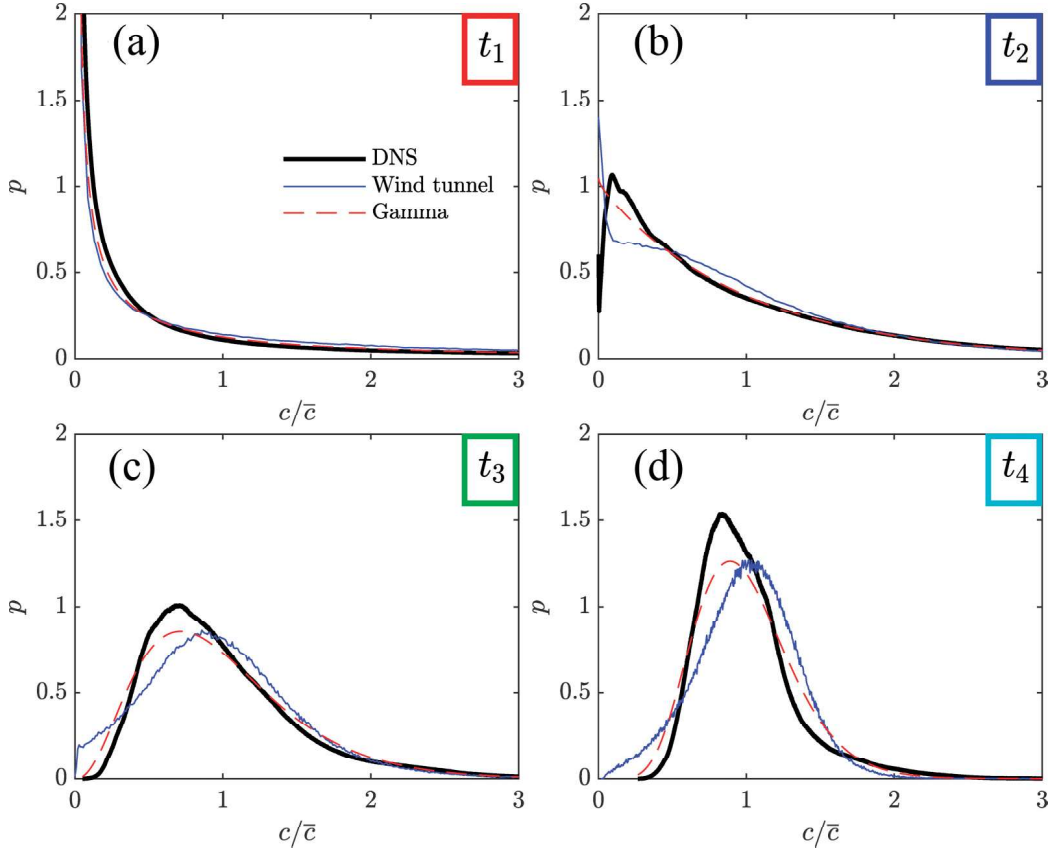 (a)
t₁
2
1.5
1
0.5
0
p
DNS
Wind tunnel
Gamma
0 1 2 3
c/c̅
(b)
t₂
2
1.5
1
0.5
0
p
0 1 2 3
c/c̅
(c)
t₃
2
1.5
1
0.5
0
p
0 1 2 3
c/c̅
(d)
t₄
2
1.5
1
0.5
0
p
0 1 2 3
c/c̅